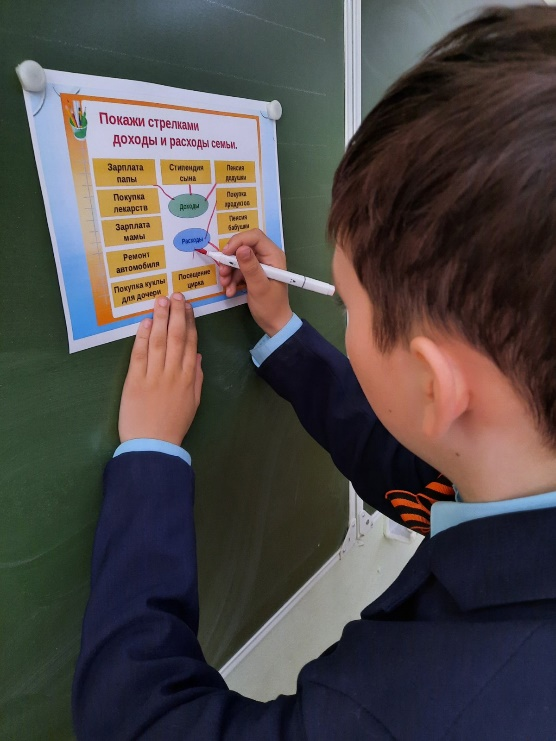 Покажи стрелками
доходы и расходы семьи.
Зарплата
папы
Стипендия
сына
Пенсия
дедушки
Покупка
лекарств
Доходы
Покупка
продуктов
Зарплата
мамы
Пенсия
бабушки
Расходы
Ремонт
автомобиля
Покупка куклы
для дочери
Посещение
цирка